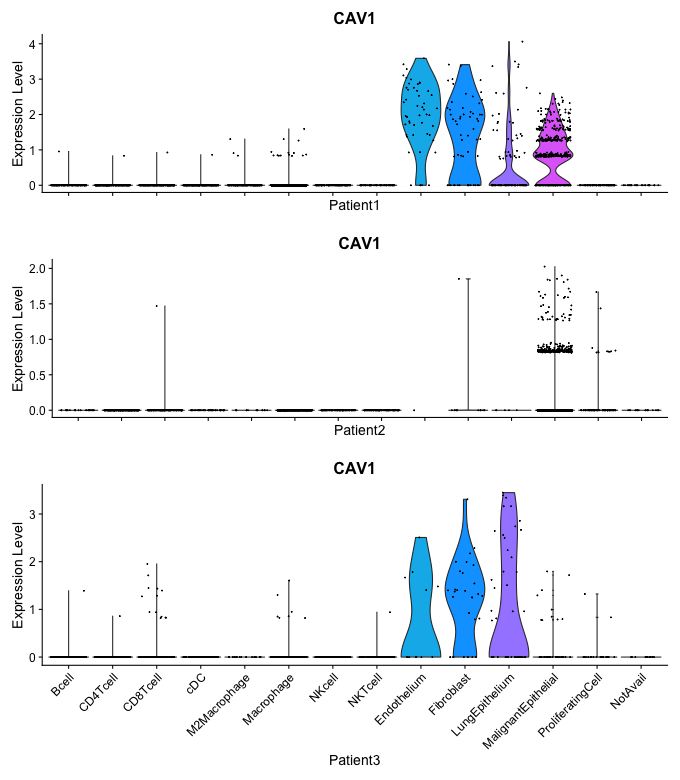 CAV1
Expression Level
4
3
2
1
0
Patient1
CAV1
Expression Level
2.0
1.5
1.0
0.5
0.0
Patient2
CAV1
Expression Level
3
2
1
0
Bcell
CD4Tcell
CD8Tcell
cDC
M2Macrophage
Macrophage
NKcell
NKTcell
Endothelium
Fibroblast
LungEpithelium
MalignantEpithelial
ProliferatingCell
NotAvail
Patient3